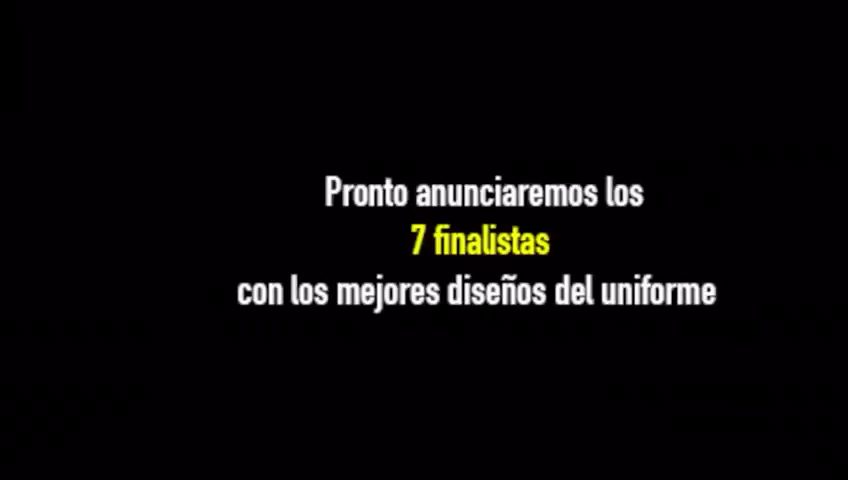 Pronto anunciaremos los
7 finalistas
con los mejores diseños del uniforme